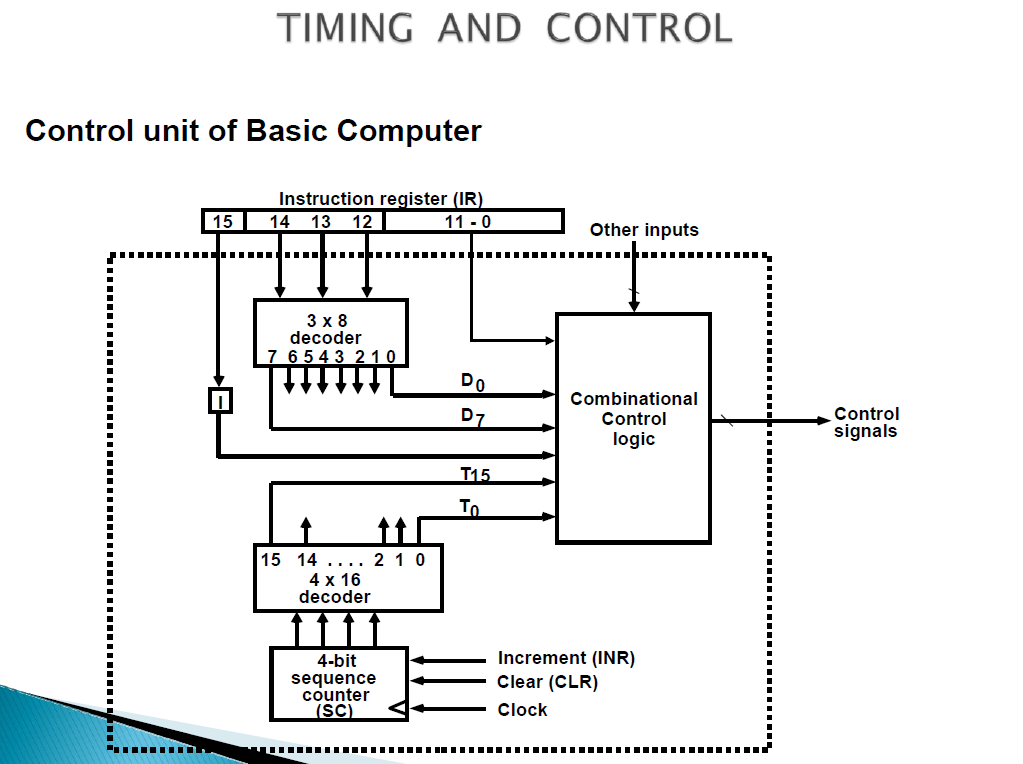 TIMING AND CONTROL
Control unit of Basic Computer
Instruction register (IR)
15 14 13 12 11 - 0
Other inputs
3 x 8
decoder
7 6 5 4 3 2 1 0
I
D0
D7
Combinational
Control
logic
Control
signals
T15
T0
15 14 . . . . 2 1 0
4 x 16
decoder
4-bit
sequence
counter
(SC)
Increment (INR)
Clear (CLR)
Clock